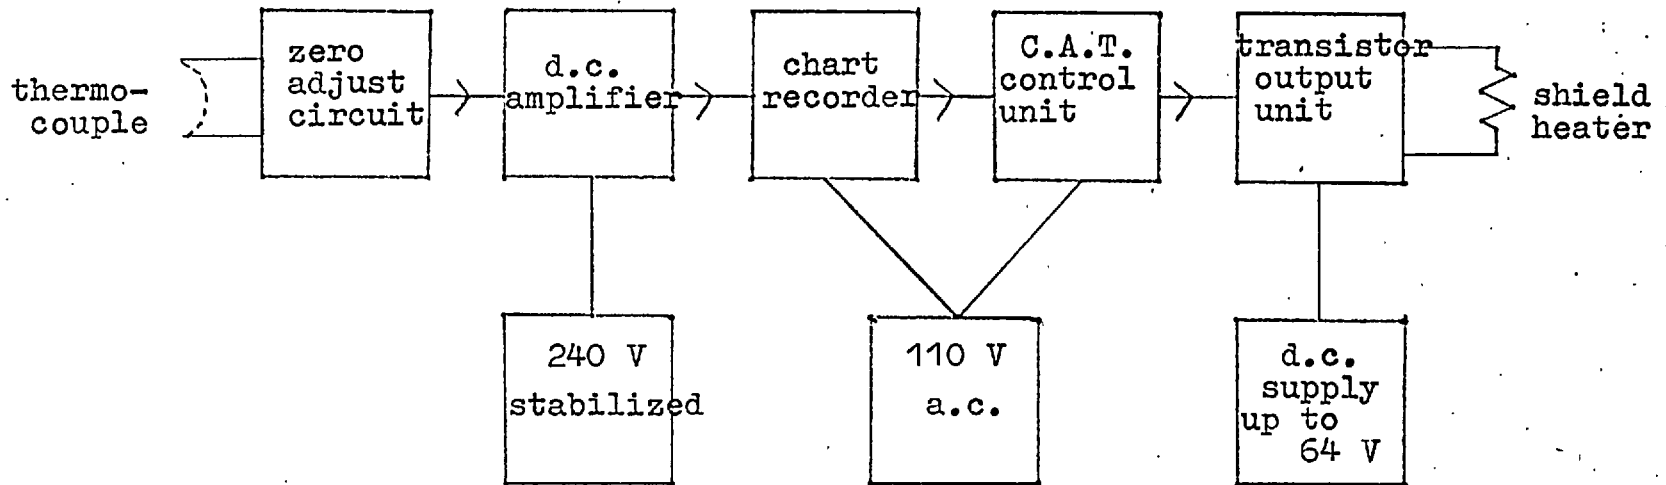 thermo-
couple
zero
adjust
circuit
d.c.
amplifier
chart
recorder
C.A.T.
control
unit
transistor
output
unit
shield
heater
240 V
stabilized
110 V
a.c.
d.c.
supply
up to
64 V